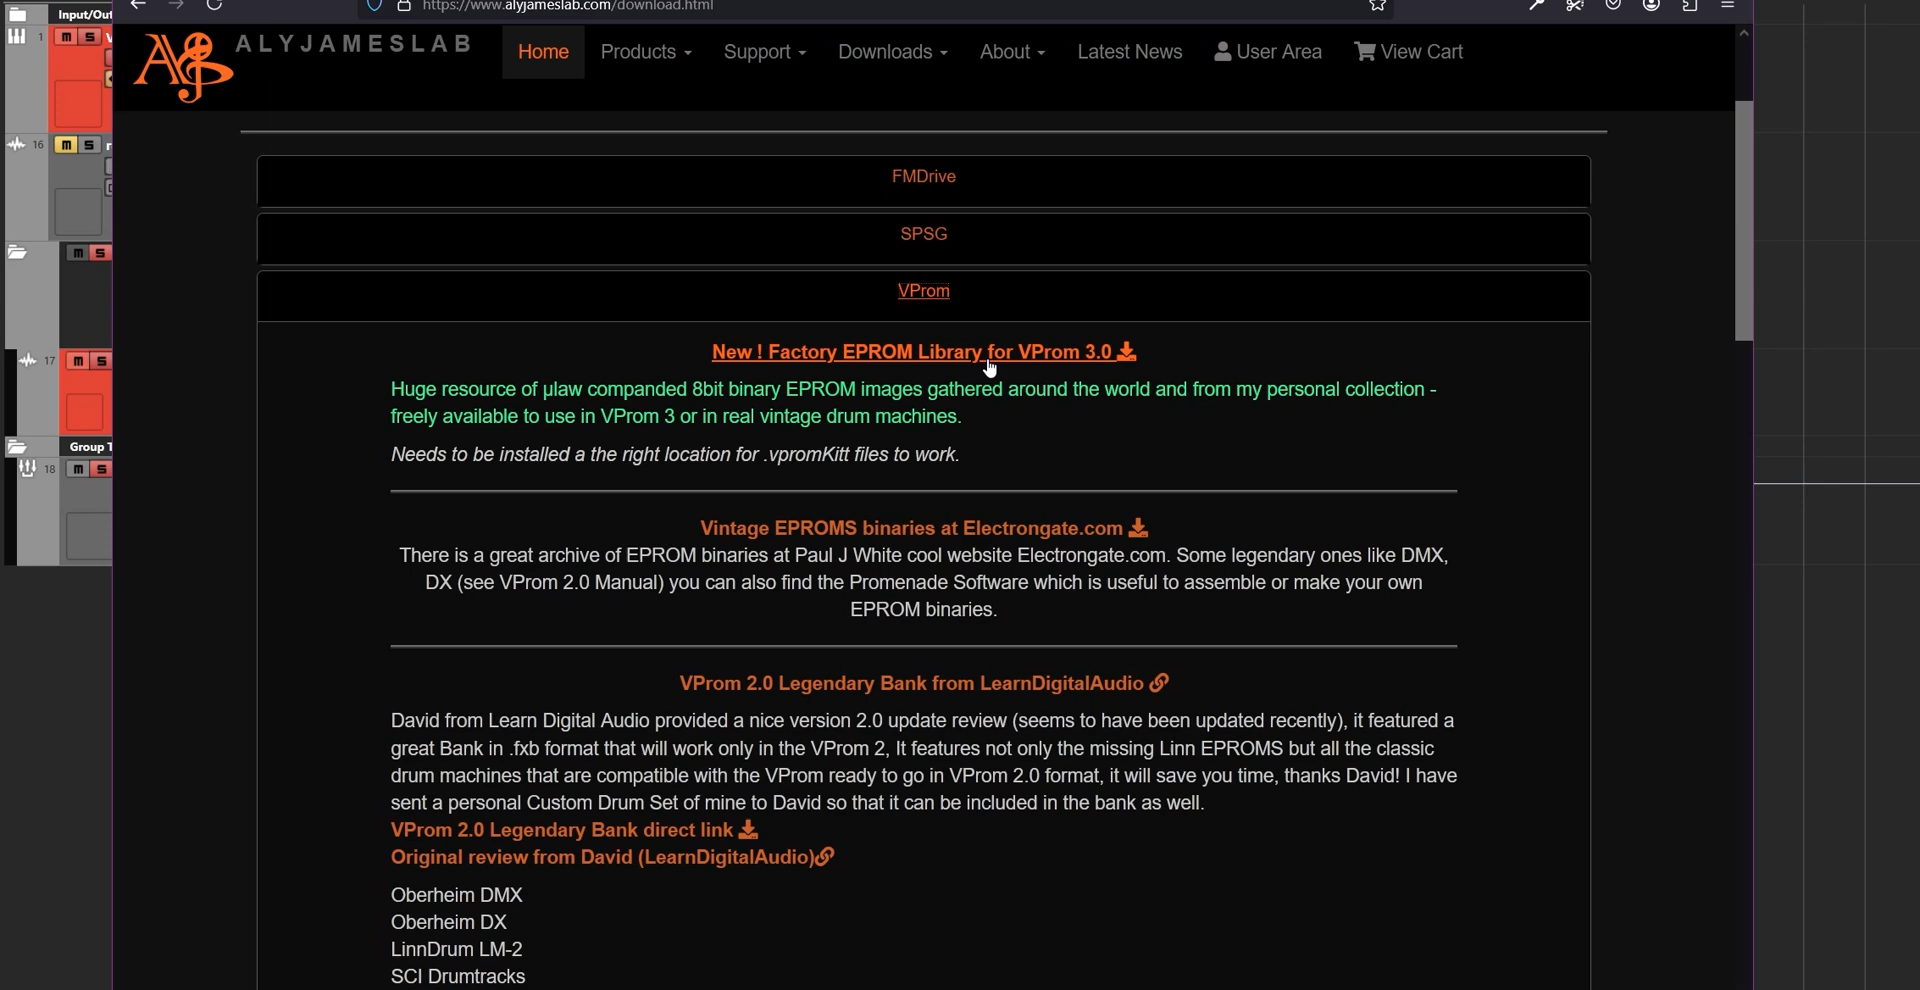 https://www.alyjameslab.com/download.html
Input/Ou
1 m S V
ALYJAMESLAB
Home Products Support Downloads About Latest News User Area View Cart
16 m S r
m S
17 m S
Group T
18 m S
FMDrive
SPSG
VProm
New ! Factory EPROM Library for VProm 3.0
Huge resource of µlaw companded 8bit binary EPROM images gathered around the world and from my personal collection -
freely available to use in VProm 3 or in real vintage drum machines.
Needs to be installed a the right location for .vpromKitt files to work.
Vintage EPROMS binaries at Electrongate.com
There is a great archive of EPROM binaries at Paul J White cool website Electrongate.com. Some legendary ones like DMX,
DX (see VProm 2.0 Manual) you can also find the Promenade Software which is useful to assemble or make your own
EPROM binaries.
VProm 2.0 Legendary Bank from LearnDigitalAudio
David from Learn Digital Audio provided a nice version 2.0 update review (seems to have been updated recently), it featured a
great Bank in .fxb format that will work only in the VProm 2, It features not only the missing Linn EPROMS but all the classic
drum machines that are compatible with the VProm ready to go in VProm 2.0 format, it will save you time, thanks David! I have
sent a personal Custom Drum Set of mine to David so that it can be included in the bank as well.
VProm 2.0 Legendary Bank direct link
Original review from David (LearnDigitalAudio)
Oberheim DMX
Oberheim DX
LinnDrum LM-2
SCI Drumtracks